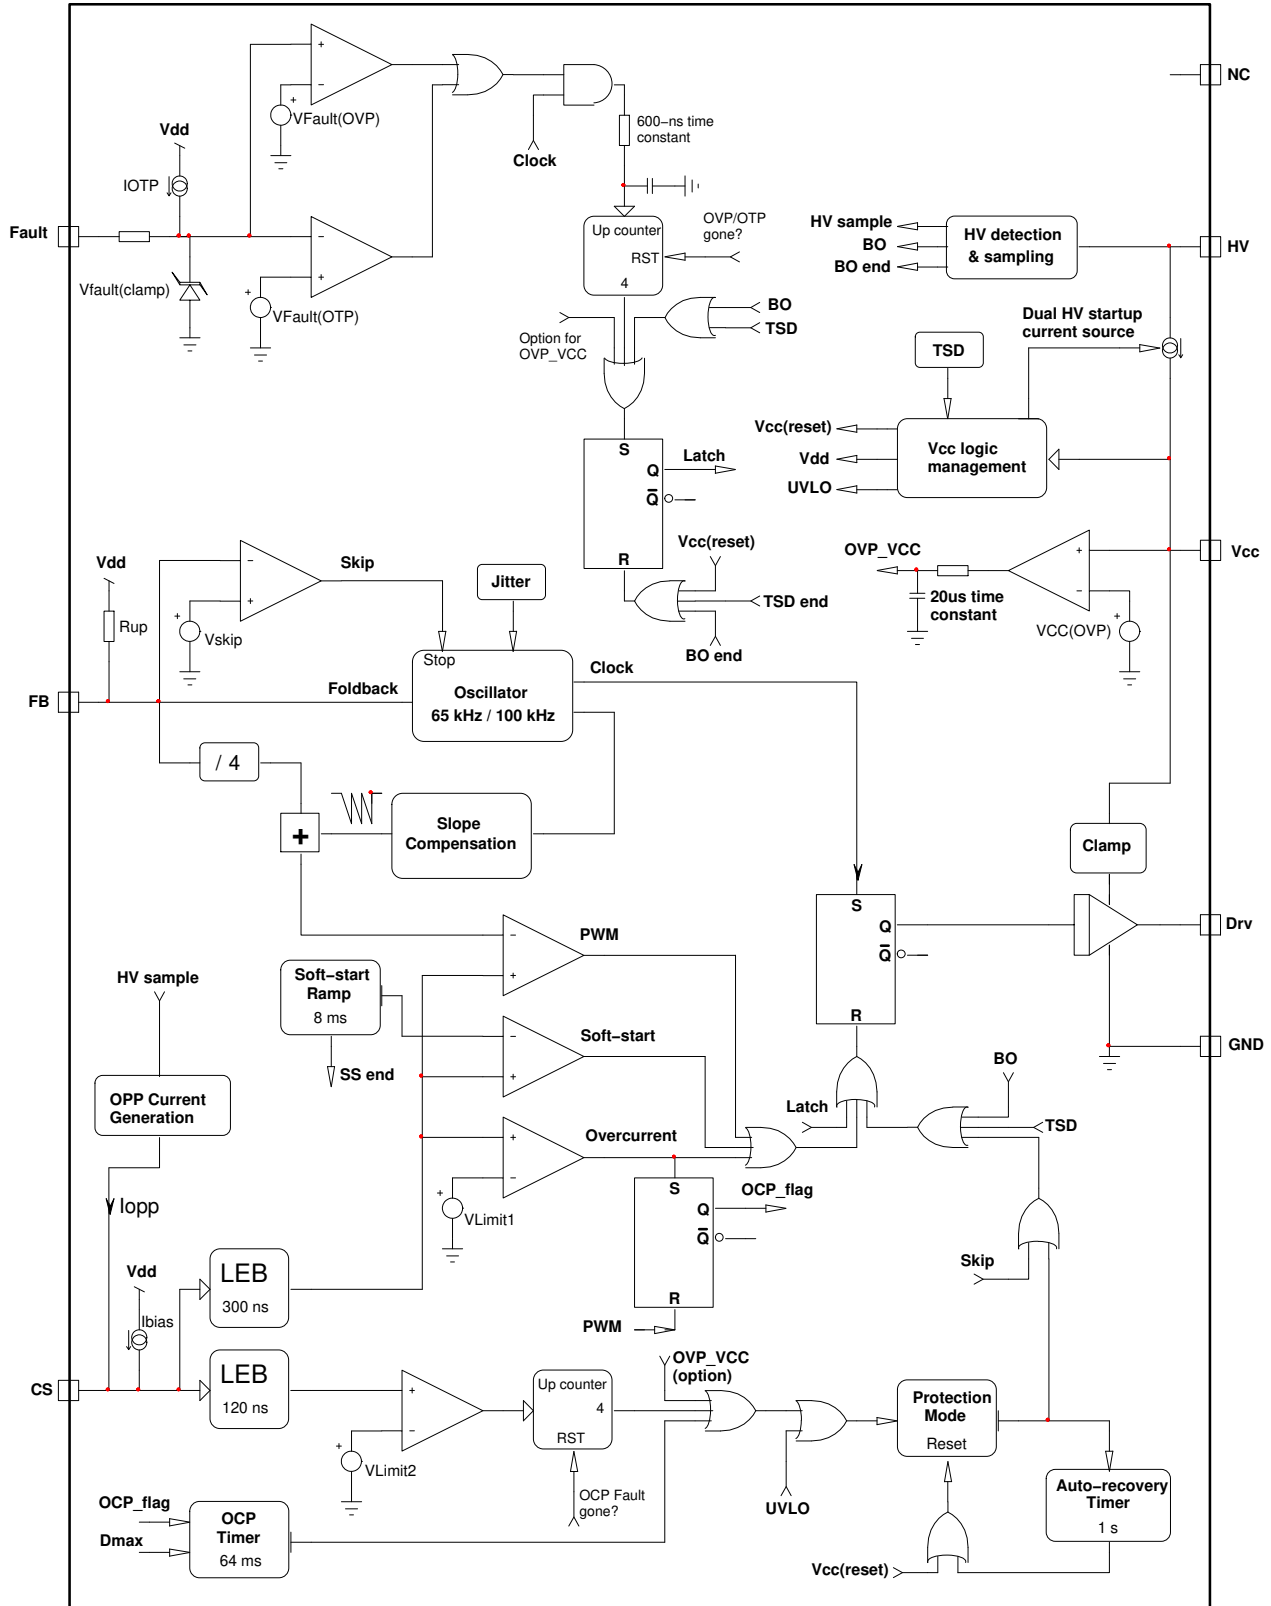 NC
+
−
+
VFault(OVP)
Clock
600−ns time
constant
Vdd
IOTP
Fault
Vfault(clamp)
−
+
+
VFault(OTP)
Up counter
RST
4
OVP/OTP
gone?
HV sample
BO
BO end
HV detection
& sampling
HV
Option for
OVP_VCC
BO
TSD
Dual HV startup
current source
TSD
Vcc(reset)
Vdd
UVLO
Vcc logic
management
S
Q
Q
R
Latch
Vcc(reset)
TSD end
BO end
OVP_VCC
20us time
constant
+
−
+
VCC(OVP)
Vcc
Vdd
Rup
−
+
+
Vskip
Skip
Jitter
Stop
Oscillator
65 kHz / 100 kHz
Foldback
Clock
FB
/ 4
+
Slope
Compensation
Clamp
S
Q
Q
R
Drv
−
+
PWM
HV sample
Soft−start
Ramp
8 ms
−
+
Soft−start
SS end
GND
BO
OPP Current
Generation
Latch
TSD
+
−
Overcurrent
+
VLimit1
S
Q
Q
R
OCP_flag
Iopp
Skip
Vdd
Ibias
LEB
300 ns
PWM
CS
LEB
120 ns
+
−
+
VLimit2
Up counter
4
RST
OVP_VCC
(option)
Protection
Mode
Reset
OCP Fault
gone?
UVLO
Auto−recovery
Timer
1 s
OCP_flag
Dmax
OCP
Timer
64 ms
Vcc(reset)